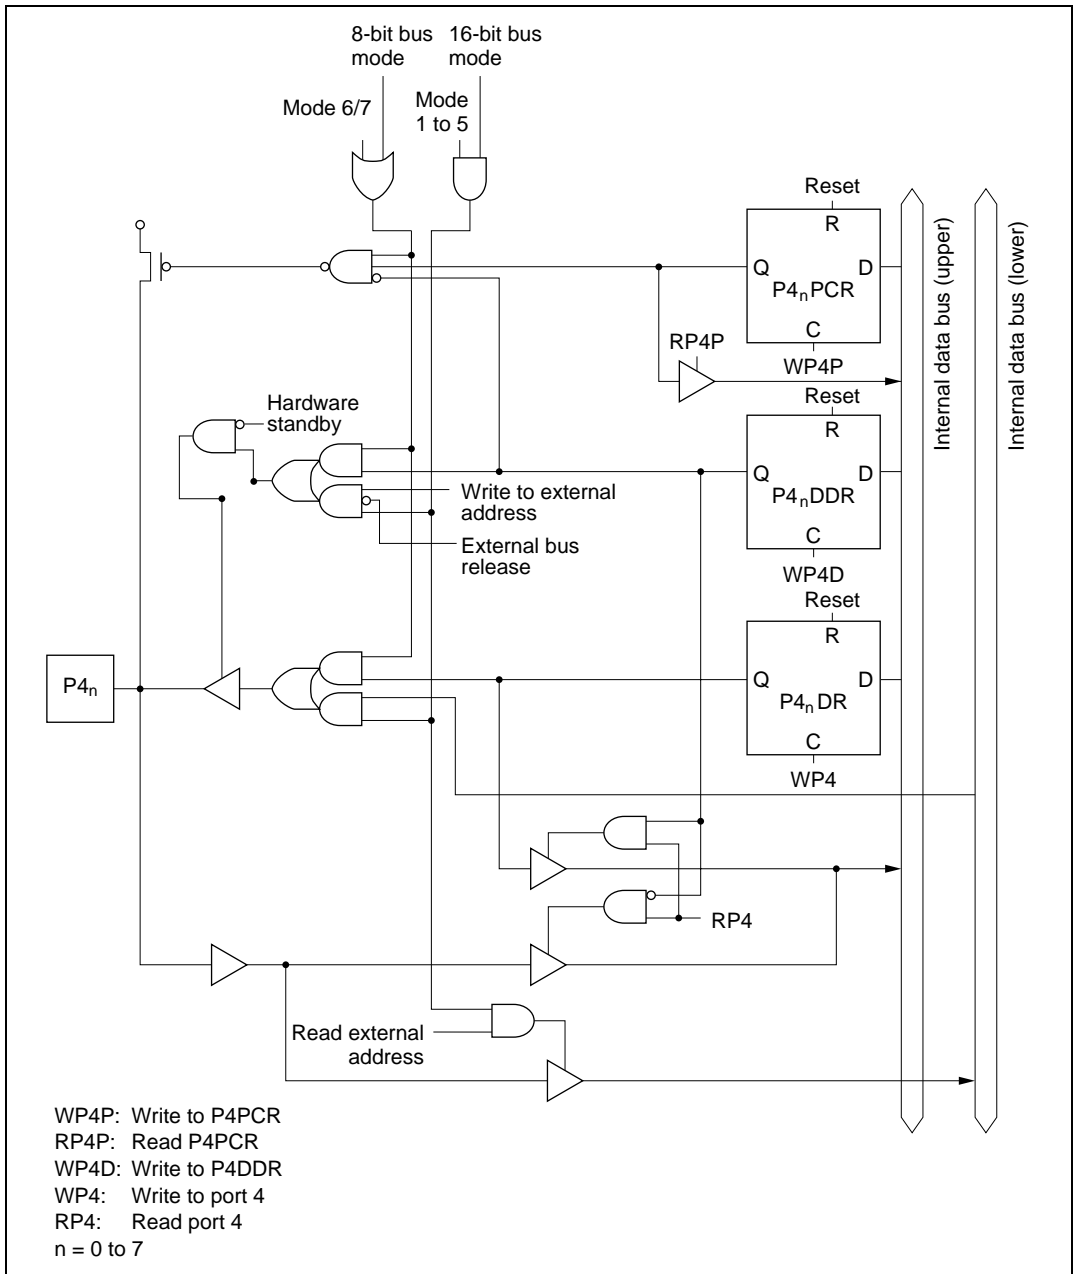 8-bit bus
mode
16-bit bus
mode
Mode 6/7
Mode
1 to 5
Reset
R
Q
D
P4nPCR
C
WP4P
RP4P
Internal data bus (upper)
Internal data bus (lower)
Hardware
standby
Reset
R
Q
D
P4nDDR
C
WP4D
Write to external
address
External bus
release
Reset
R
Q
D
P4nDR
C
WP4
P4n
RP4
Read external
address
WP4P: Write to P4PCR
RP4P: Read P4PCR
WP4D: Write to P4DDR
WP4: Write to port 4
RP4: Read port 4
n = 0 to 7